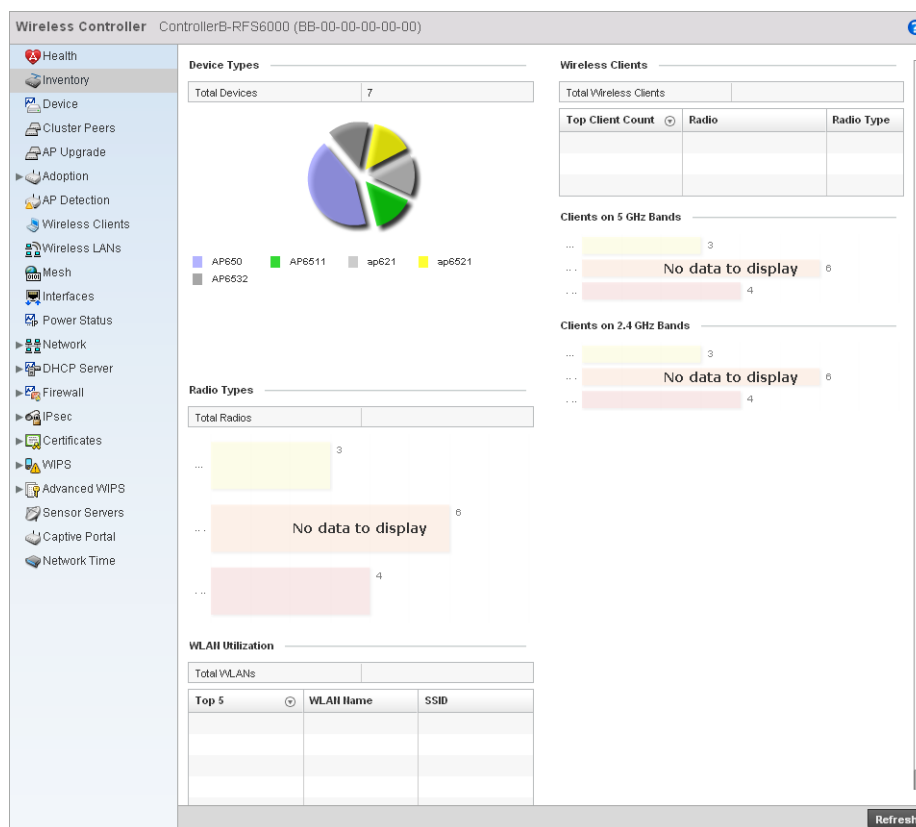 Wireless Controller ControllerB-RFS6000 (BB-00-00-00-00-00)
Health
Inventory
Device
Cluster Peers
AP Upgrade
Adoption
AP Detection
Wireless Clients
Wireless LANs
Mesh
Interfaces
Power Status
Network
DHCP Server
Firewall
IPsec
Certificates
WIPS
Advanced WIPS
Sensor Servers
Captive Portal
Network Time
Device Types
Total Devices 7
AP650 AP6511 ap621 ap6521
AP6532
Radio Types
Total Radios
... 3
... No data to display 6
... 4
WLAN Utilization
Total WLANs
Top 5 WLAN Name SSID
Wireless Clients
Total Wireless Clients
Top Client Count Radio Radio Type
Clients on 5 GHz Bands
... 3
... No data to display 6
... 4
Clients on 2.4 GHz Bands
... 3
... No data to display 6
... 4
Refresh